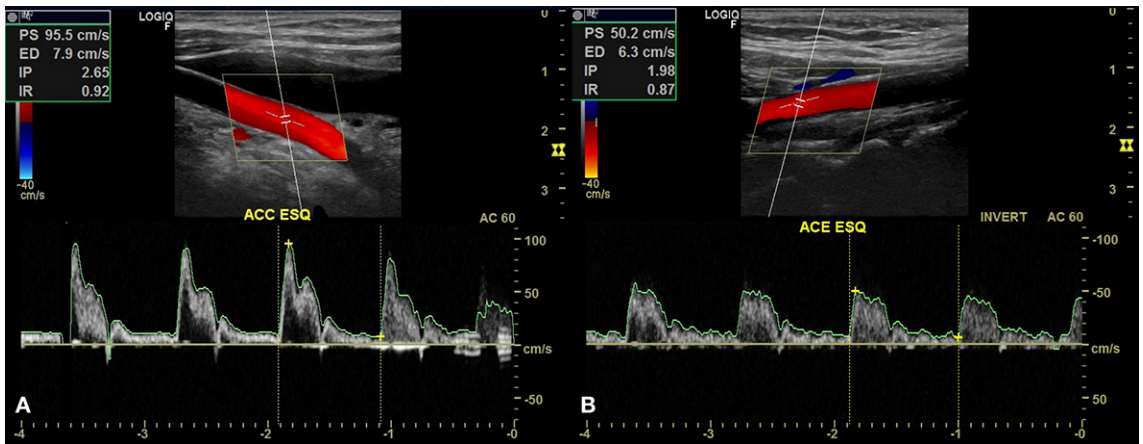 LOGIQ
F
PS 95.5 cm/s
ED 7.9 cm/s
IP 2.65
IR 0.92
-40
cm/s
0
1
2
3
ACC ESQ
AC 60
100
50
cm/s
-50
A
-4 -3 -2 -1 -0
LOGIQ
F
PS 50.2 cm/s
ED 6.3 cm/s
IP 1.98
IR 0.87
-40
cm/s
0
1
2
3
ACE ESQ
INVERT AC 60
-100
-50
cm/s
50
B
-4 -3 -2 -1 -0